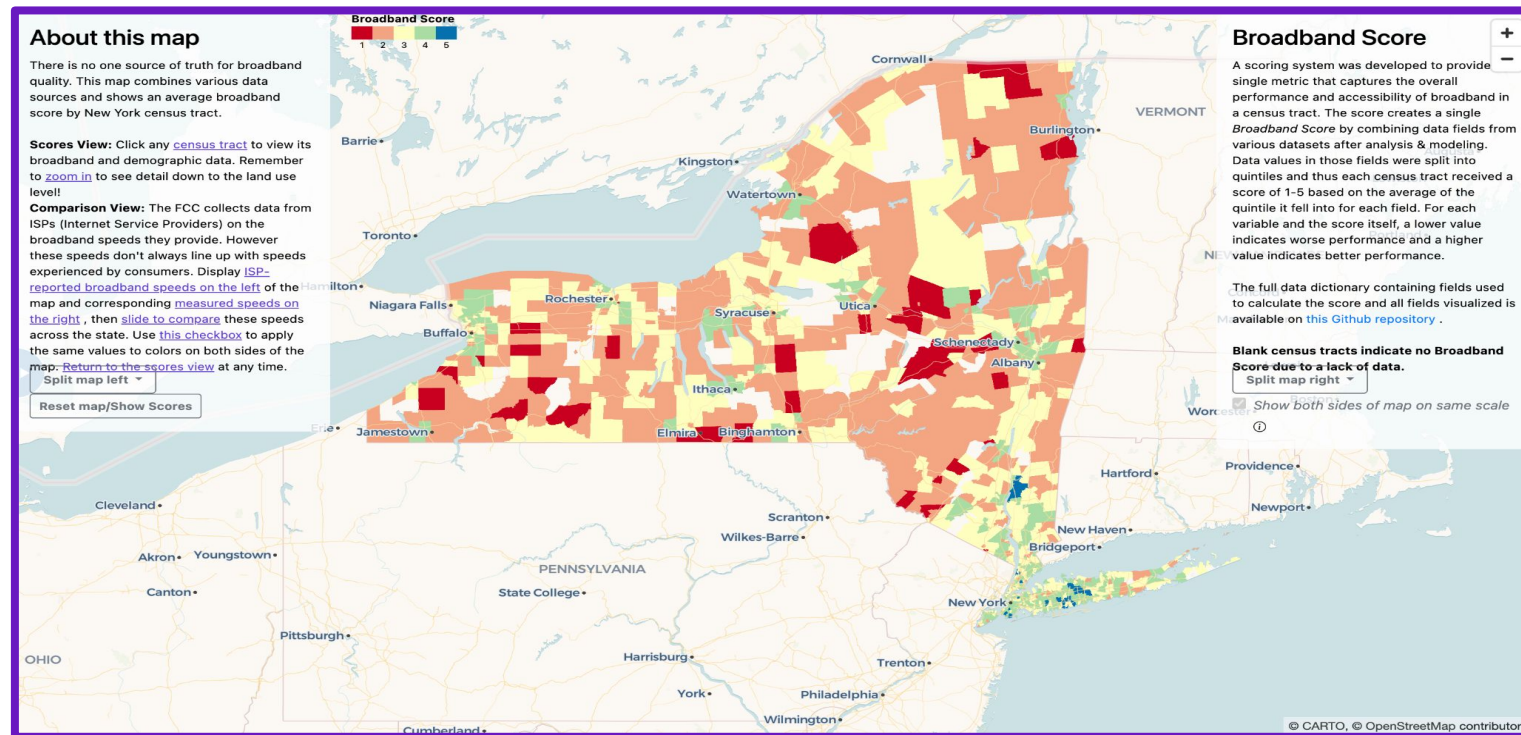 About this map
There is no one source of truth for broadband
quality. This map combines various data
sources and shows an average broadband
score by New York census tract.
Scores View: Click any census tract to view its
broadband and demographic data. Remember
to zoom in to see detail down to the land use
level!
Comparison View: The FCC collects data from
ISPs (Internet Service Providers) on the
broadband speeds they provide. However
these speeds don't always line up with speeds
experienced by consumers. Display ISP-
reported broadband speeds on the left of the
map and corresponding measured speeds on
the right , then slide to compare these speeds
across the state. Use this checkbox to apply
the same values to colors on both sides of the
map. Return to the scores view at any time.
Split map left
Reset map/Show Scores
Broadband Score
1 2 3 4 5
Cornwall
VERMONT
Barrie
Burlington
Kingston
Watertown
Toronto
Hamilton
Niagara Falls
Rochester
Syracuse
Utica
Buffalo
Schenectady
Albany
Ithaca
Erie
Jamestown
Elmira
Binghamton
Worcester
Boston
Hartford
Providence
Cleveland
Newport
Scranton
New Haven
Wilkes-Barre
Bridgeport
Akron
Youngstown
PENNSYLVANIA
Canton
State College
New York
Pittsburgh
OHIO
Harrisburg
Trenton
York
Philadelphia
Wilmington
Cumberland
Broadband Score
+
−
A scoring system was developed to provide
single metric that captures the overall
performance and accessibility of broadband in
a census tract. The score creates a single
Broadband Score by combining data fields from
various datasets after analysis & modeling.
Data values in those fields were split into
quintiles and thus each census tract received a
score of 1-5 based on the average of the
quintile it fell into for each field. For each
variable and the score itself, a lower value
indicates worse performance and a higher
value indicates better performance.
The full data dictionary containing fields used
to calculate the score and all fields visualized is
available on this Github repository .
Blank census tracts indicate no Broadband
Score due to a lack of data.
Split map right
Show both sides of map on same scale
© CARTO, © OpenStreetMap contributor